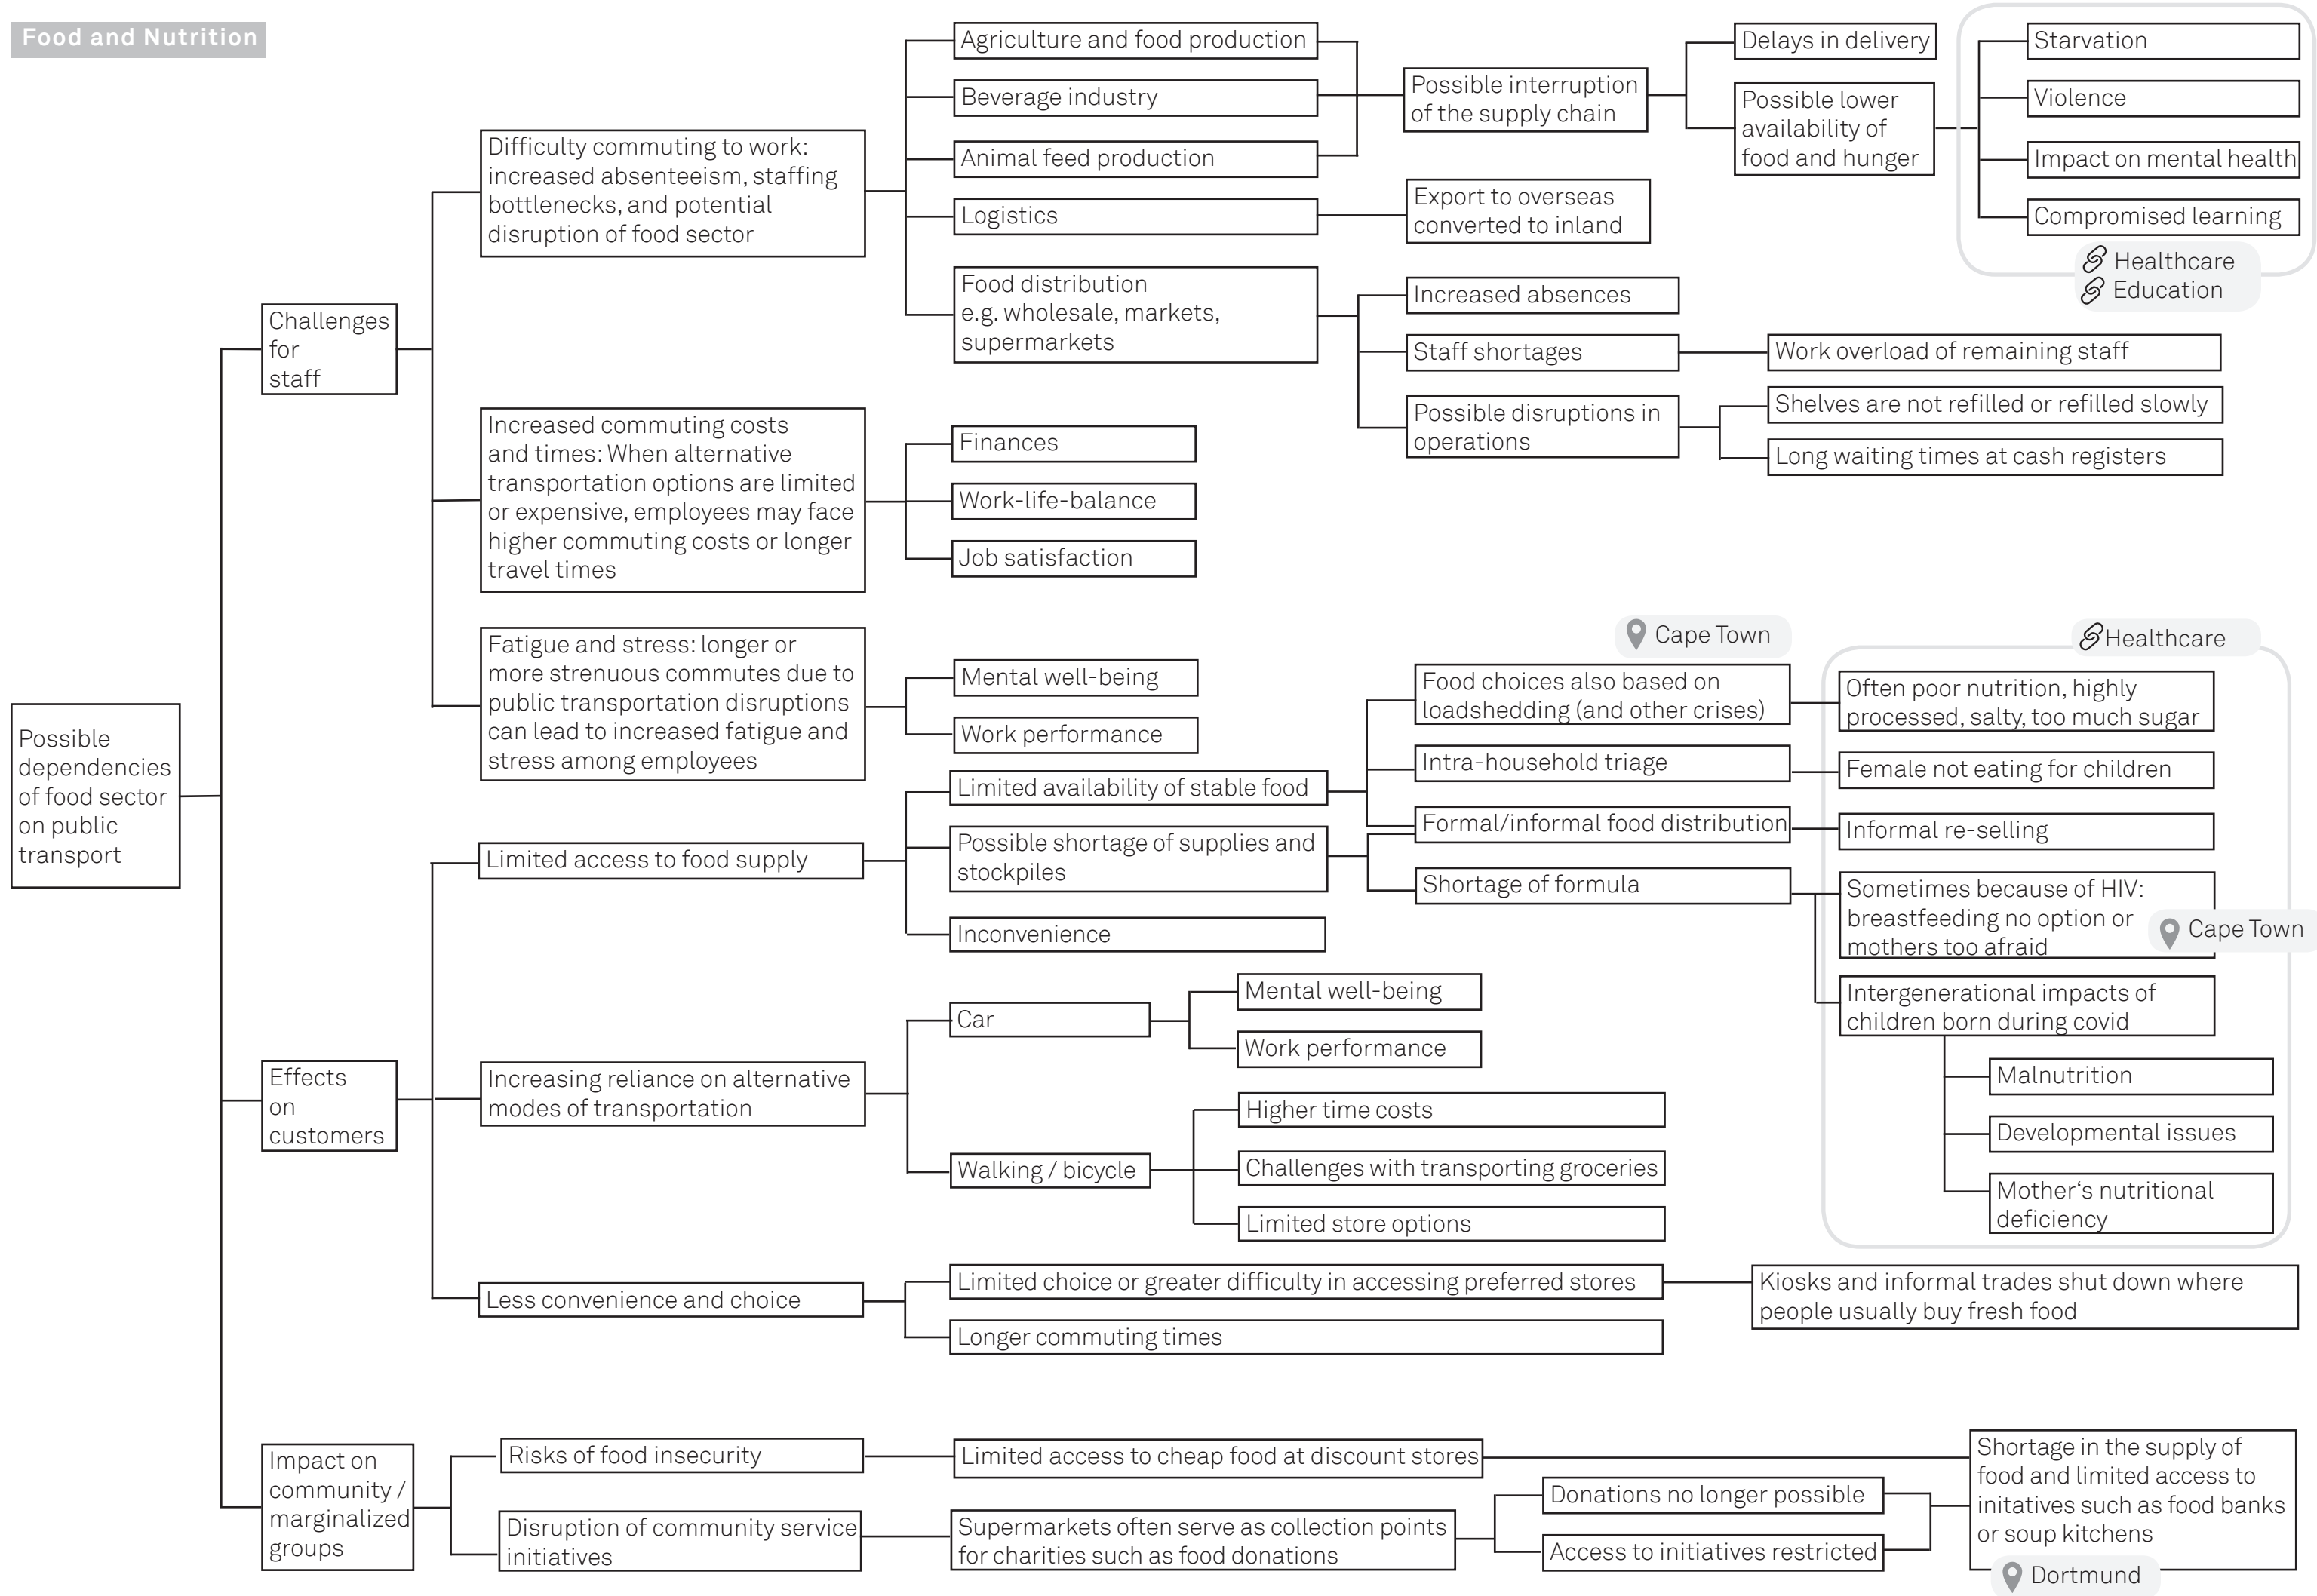 Food and Nutrition
Possible
dependencies
of food sector
on public
transport
Challenges
for
staff
Difficulty commuting to work:
increased absenteeism, staffing
bottlenecks, and potential
disruption of food sector
Agriculture and food production
Beverage industry
Animal feed production
Logistics
Food distribution
e.g. wholesale, markets,
supermarkets
Possible interruption
of the supply chain
Delays in delivery
Possible lower
availability of
food and hunger
Starvation
Violence
Impact on mental health
Compromised learning
Healthcare
Education
Export to overseas
converted to inland
Increased absences
Staff shortages
Work overload of remaining staff
Possible disruptions in
operations
Shelves are not refilled or refilled slowly
Long waiting times at cash registers
Increased commuting costs
and times: When alternative
transportation options are limited
or expensive, employees may face
higher commuting costs or longer
travel times
Finances
Work-life-balance
Job satisfaction
Fatigue and stress: longer or
more strenuous commutes due to
public transportation disruptions
can lead to increased fatigue and
stress among employees
Mental well-being
Work performance
Effects
on
customers
Limited access to food supply
Limited availability of stable food
Possible shortage of supplies and
stockpiles
Inconvenience
Cape Town
Food choices also based on
loadshedding (and other crises)
Intra-household triage
Formal/informal food distribution
Shortage of formula
Healthcare
Often poor nutrition, highly
processed, salty, too much sugar
Female not eating for children
Informal re-selling
Sometimes because of HIV:
breastfeeding no option or
mothers too afraid
Cape Town
Intergenerational impacts of
children born during covid
Malnutrition
Developmental issues
Mother‘s nutritional
deficiency
Increasing reliance on alternative
modes of transportation
Car
Mental well-being
Work performance
Walking / bicycle
Higher time costs
Challenges with transporting groceries
Limited store options
Less convenience and choice
Limited choice or greater difficulty in accessing preferred stores
Longer commuting times
Kiosks and informal trades shut down where
people usually buy fresh food
Impact on
community /
marginalized
groups
Risks of food insecurity
Limited access to cheap food at discount stores
Disruption of community service
initiatives
Supermarkets often serve as collection points
for charities such as food donations
Donations no longer possible
Access to initiatives restricted
Shortage in the supply of
food and limited access to
initatives such as food banks
or soup kitchens
Dortmund